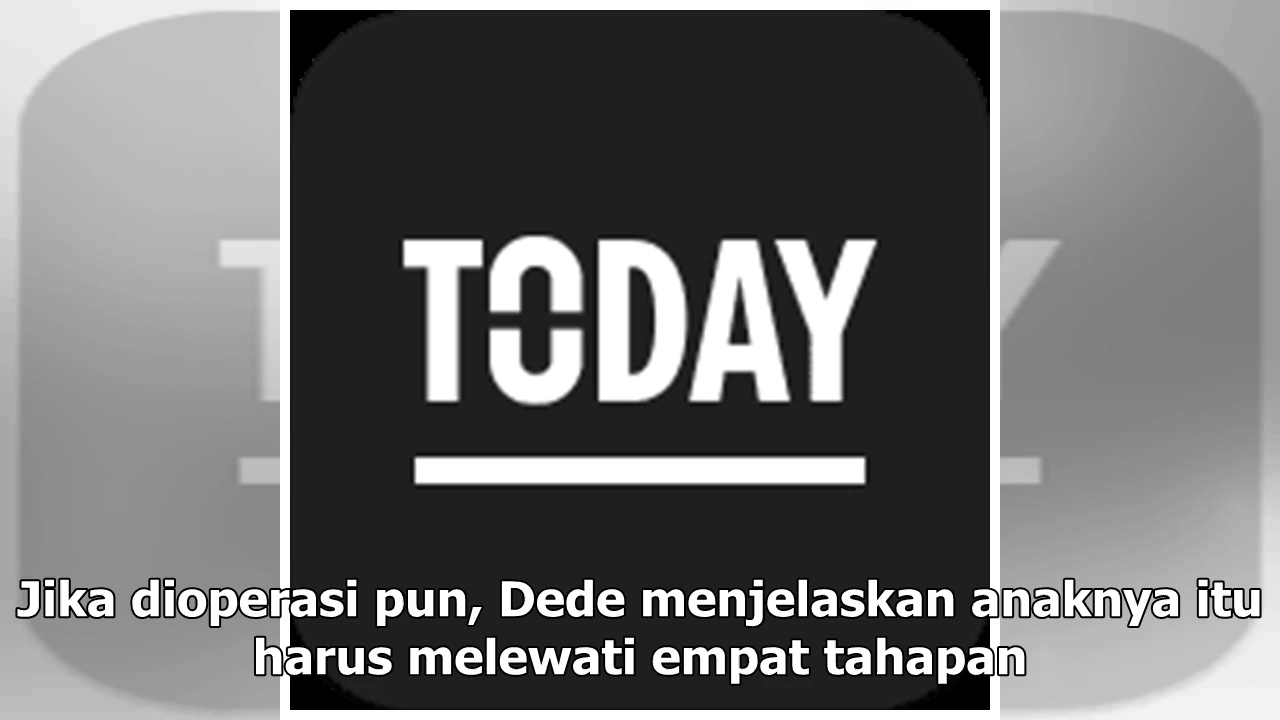 TODAY
Jika dioperasi pun, Dede menjelaskan anaknya itu
harus melewati empat tahapan